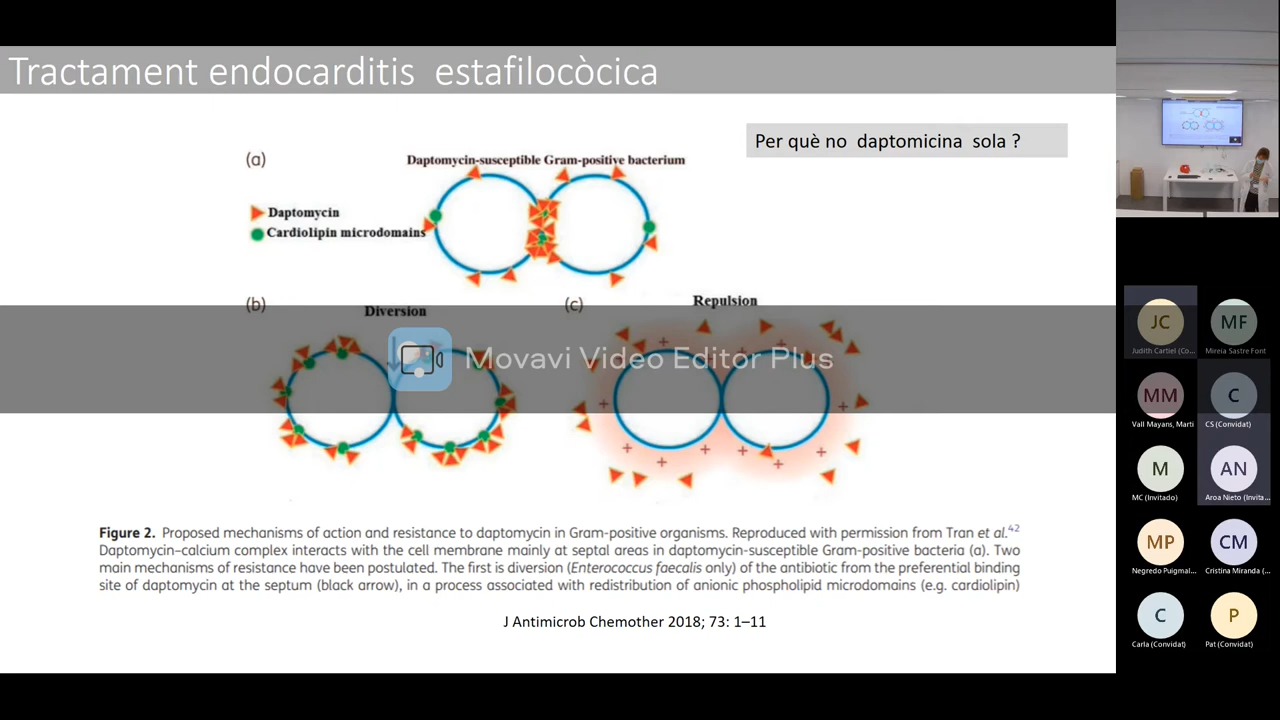 Tractament endocarditis estafilocòcica
Per què no daptomicina sola ?
(a)
Daptomycin-susceptible Gram-positive bacterium
Daptomycin
Cardiolipin microdomains
(b)
Diversion
(c)
Repulsion
Movavi Video Editor Plus
Figure 2. Proposed mechanisms of action and resistance to daptomycin in Gram-positive organisms. Reproduced with permission from Tran et al.42
Daptomycin–calcium complex interacts with the cell membrane mainly at septal areas in daptomycin-susceptible Gram-positive bacteria (a). Two
main mechanisms of resistance have been postulated. The first is diversion (Enterococcus faecalis only) of the antibiotic from the preferential binding
site of daptomycin at the septum (black arrow), in a process associated with redistribution of anionic phospholipid microdomains (e.g. cardiolipin)
J Antimicrob Chemother 2018; 73: 1–11
JC
Judith Cartiel (Co...
MF
Mireia Sastre Font
MM
Vall Mayans, Marti
C
CS (Convidat)
M
MC (Invitado)
AN
Aroa Nieto (Invita...
MP
Negredo Puigmal...
CM
Cristina Miranda (...
C
Carla (Convidat)
P
Pat (Convidat)